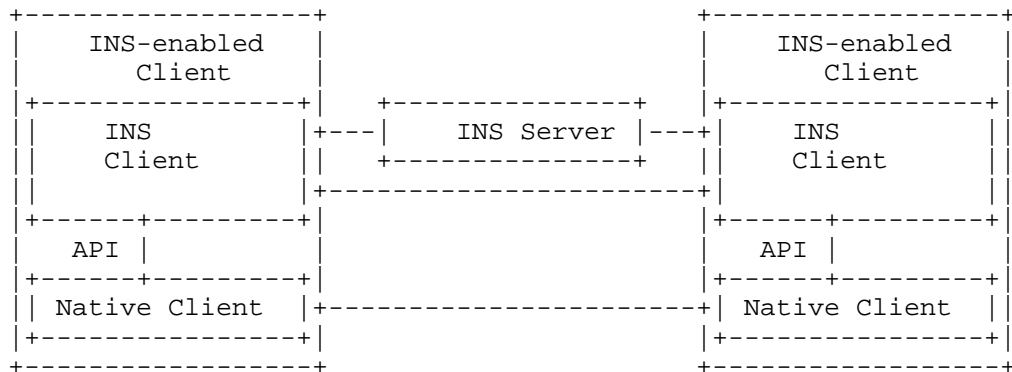 INS-enabled INS-enabled
Client Client
INS INS Server INS
Client Client
API API
Native Client Native Client